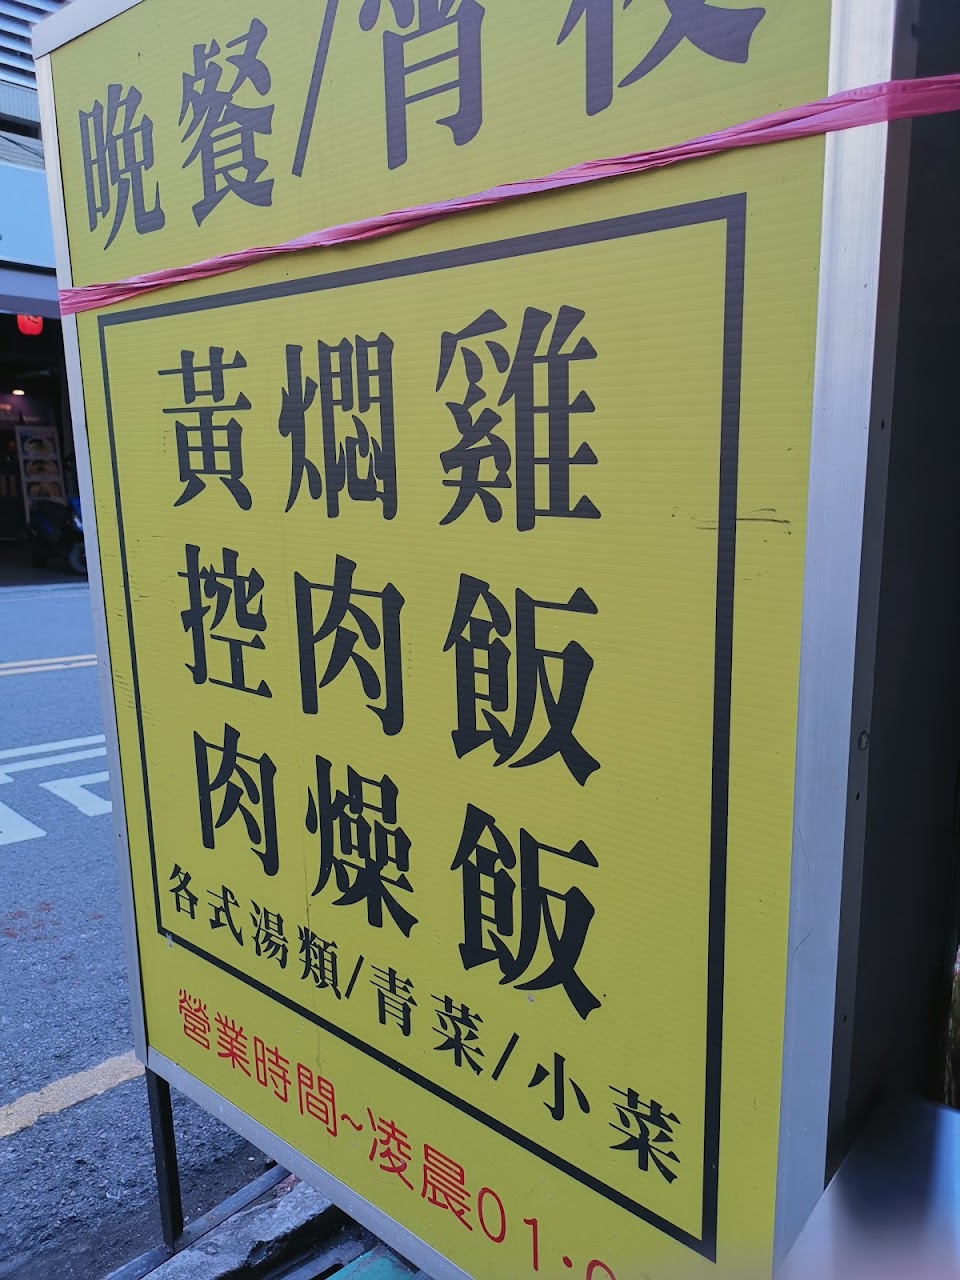 晚餐/宵夜
黃燜雞
控肉飯
肉燥飯
各式湯類/青菜/小菜
營業時間~凌晨01.0